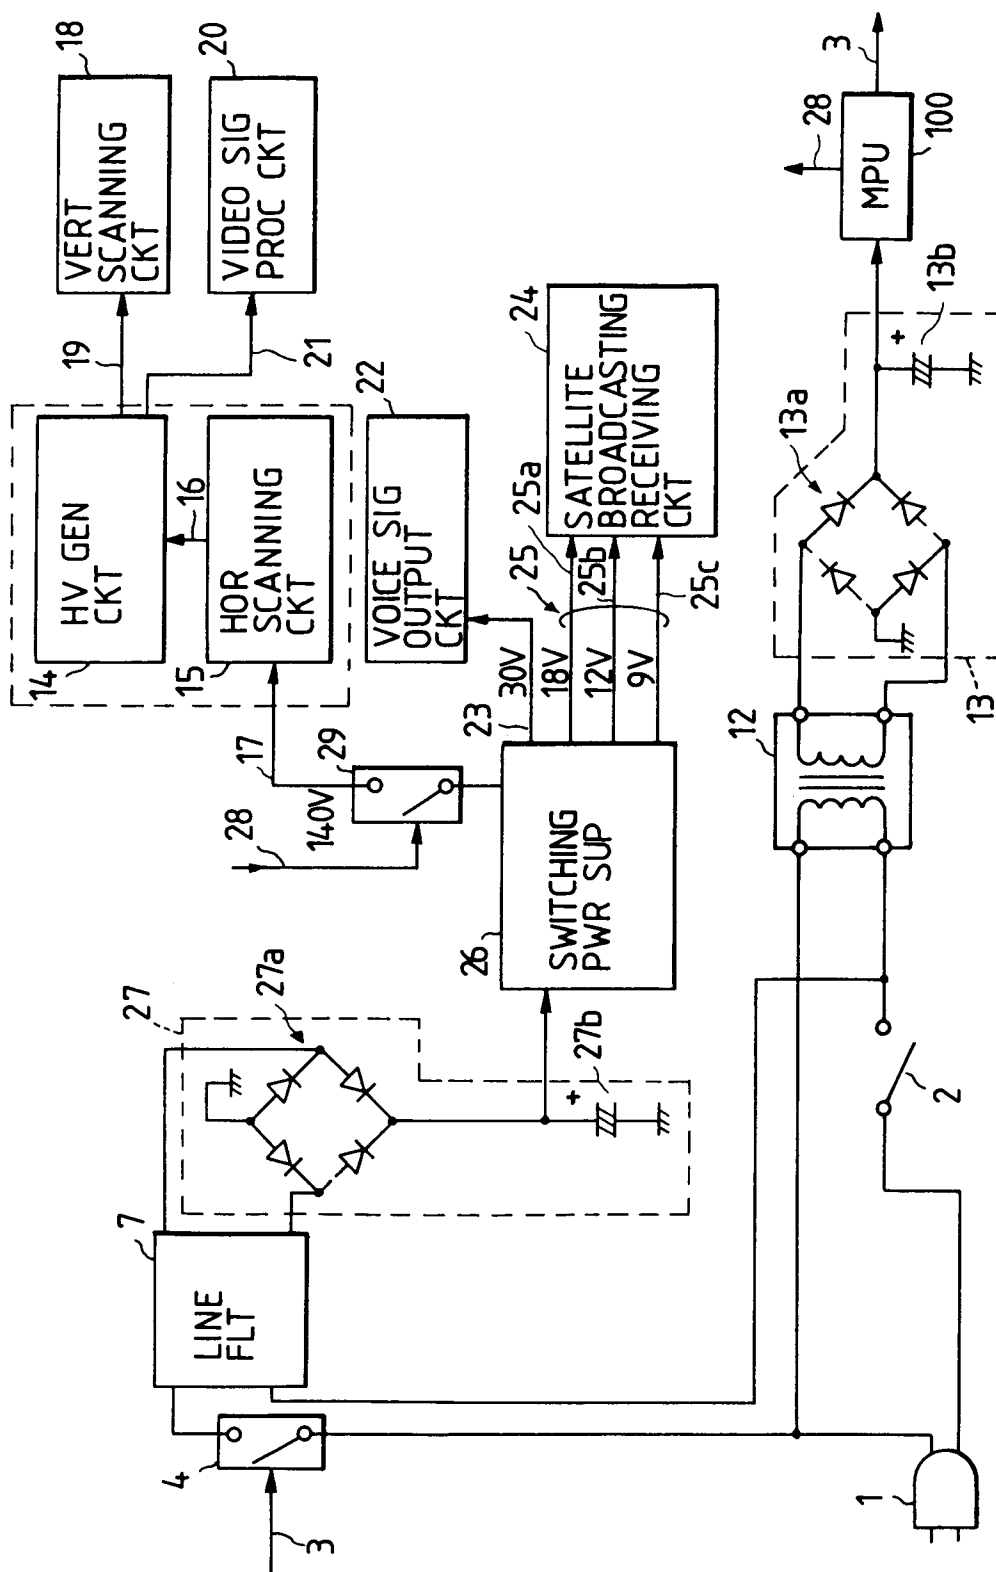 18
VERT
SCANNING
CKT
20
VIDEO SIG
PROC CKT
19
21
HV GEN
CKT
14
16
HOR
SCANNING
CKT
15
22
VOICE SIG
OUTPUT
CKT
24
SATELLITE
BROADCASTING
RECEIVING
CKT
17
29
140V
28
23
30V
18V
12V
9V
25
25a
25b
25c
SWITCHING
PWR SUP
26
27
27a
27b
+
7
LINE
FLT
4
3
1
2
12
13
13a
13b
+
MPU
100
28
3